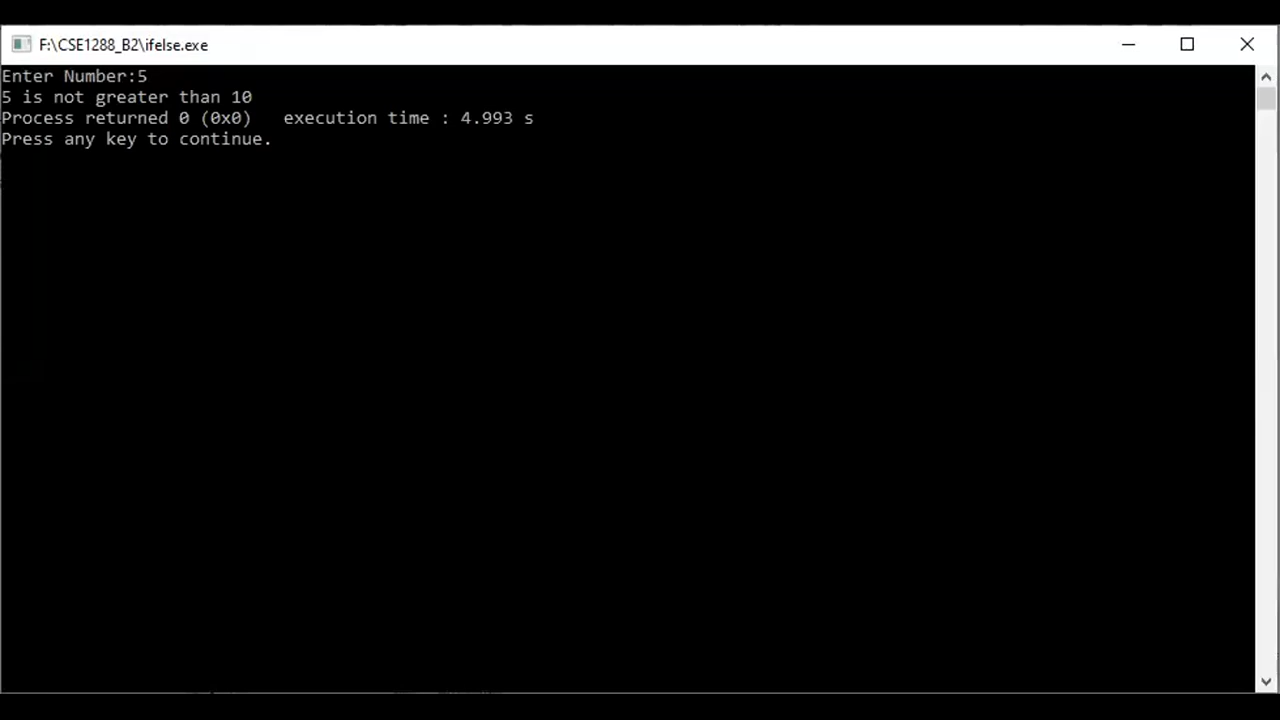 F:\CSE1288_B2\ifelse.exe
Enter Number:5
5 is not greater than 10
Process returned 0 (0x0)   execution time : 4.993 s
Press any key to continue.